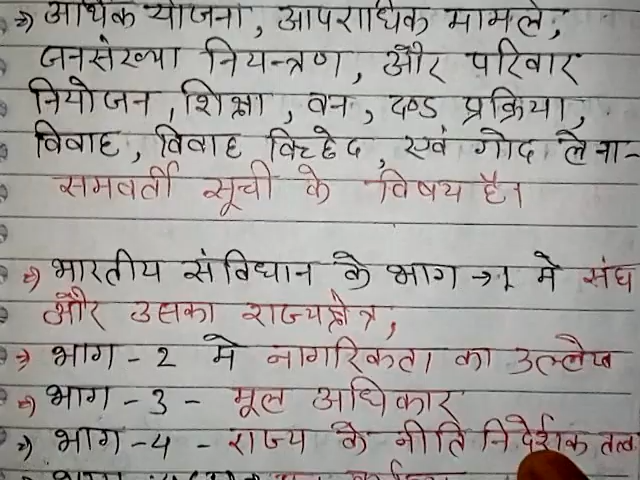 ⇒ आर्थिक योजना, आपराधिक मामले,
जनसंख्या नियन्त्रण, और परिवार
नियोजन, शिक्षा, वन, दण्ड प्रक्रिया,
विवाह, विवाह विच्छेद, एवं गोद लेना-
समवर्ती सूची के विषय है।
⇒ भारतीय संविधान के भाग →1 मे संघ
और उसका राज्यक्षेत्र,
⇒ भाग - 2 मे नागरिकता का उल्लेख
⇒ भाग - 3 - मूल अधिकार
⇒ भाग -4 - राज्य के नीति निर्देशक तत्व